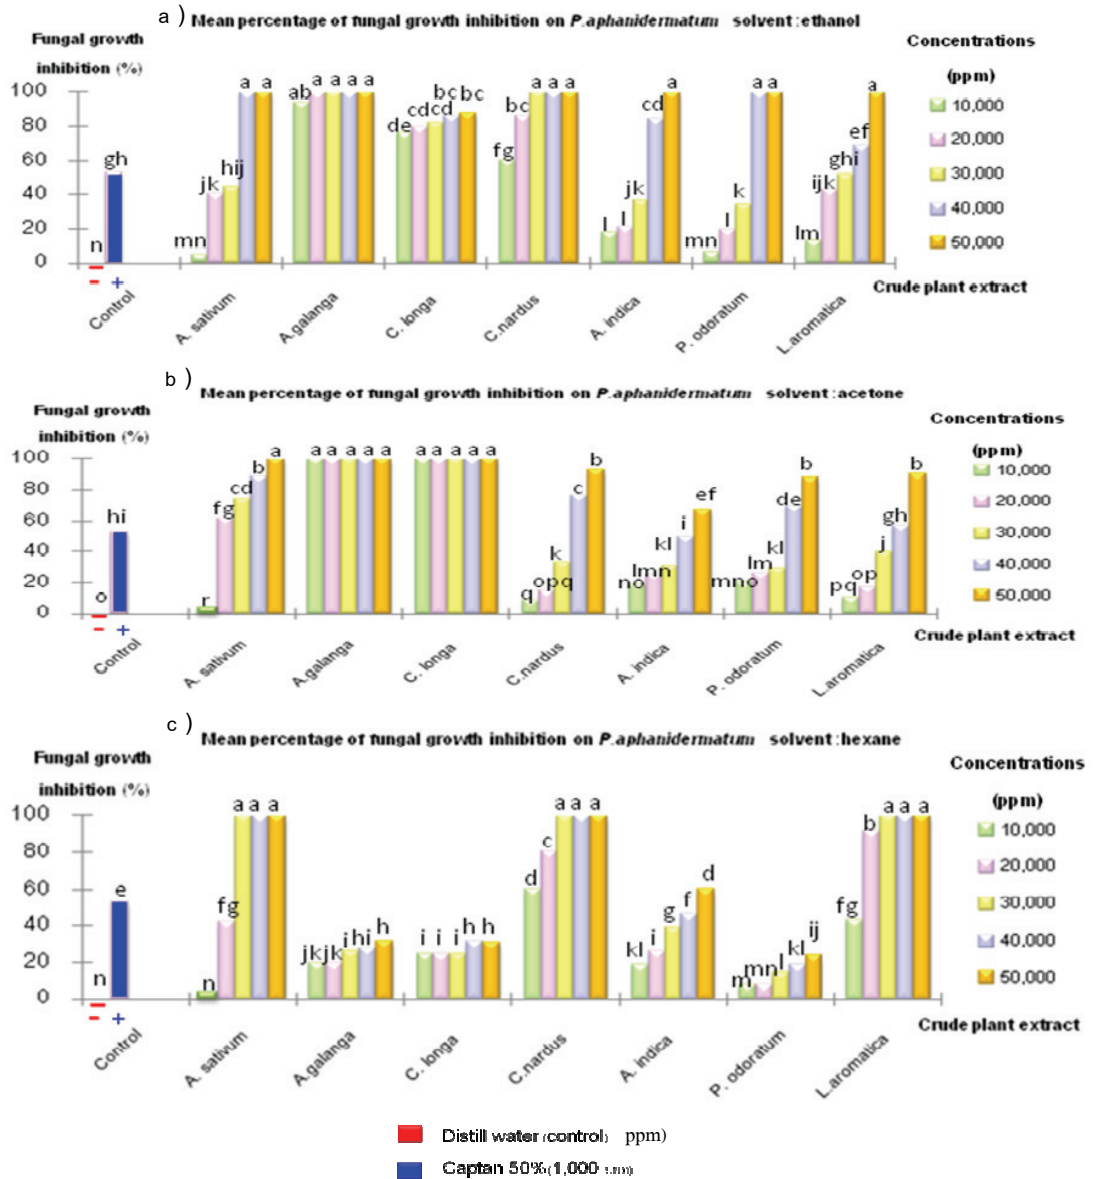 a ) Mean percentage of fungal growth inhibition on P.aphanidermatum solvent :ethanol
Fungal growth
inhibition (%)
Concentrations
(ppm)
10,000
20,000
30,000
40,000
50,000
100
80
60
40
20
0
n gh
mn jk hij a a
ab a a a a
de cd cd bc bc
fg bc a a a
l l jk cd a
mn l k a a
lm ijk ghi ef a
− +
Control
A. sativum
A.galanga
C. longa
C.nardus
A. indica
P. odoratum
L.aromatica
Crude plant extract
b ) Mean percentage of fungal growth inhibition on P.aphanidermatum solvent :acetone
Fungal growth
inhibition (%)
Concentrations
(ppm)
10,000
20,000
30,000
40,000
50,000
100
80
60
40
20
0
o hi
r fg cd b a
a a a a a
a a a a a
q opq k c b
no lmn kl i ef
mno lm kl de b
pq op j gh b
− +
Control
A. sativum
A.galanga
C. longa
C.nardus
A. indica
P. odoratum
L.aromatica
Crude plant extract
c ) Mean percentage of fungal growth inhibition on P.aphanidermatum solvent :hexane
Fungal growth
inhibition (%)
Concentrations
(ppm)
10,000
20,000
30,000
40,000
50,000
100
80
60
40
20
0
n e
n fg a a a
jk jk i hi h
i i i h h
d c a a a
kl i g f d
m mn l kl ij
fg b a a a
− +
Control
A. sativum
A.galanga
C. longa
C.nardus
A. indica
P. odoratum
L.aromatica
Crude plant extract
Distill water (control) ppm)
Captan 50% (1,000